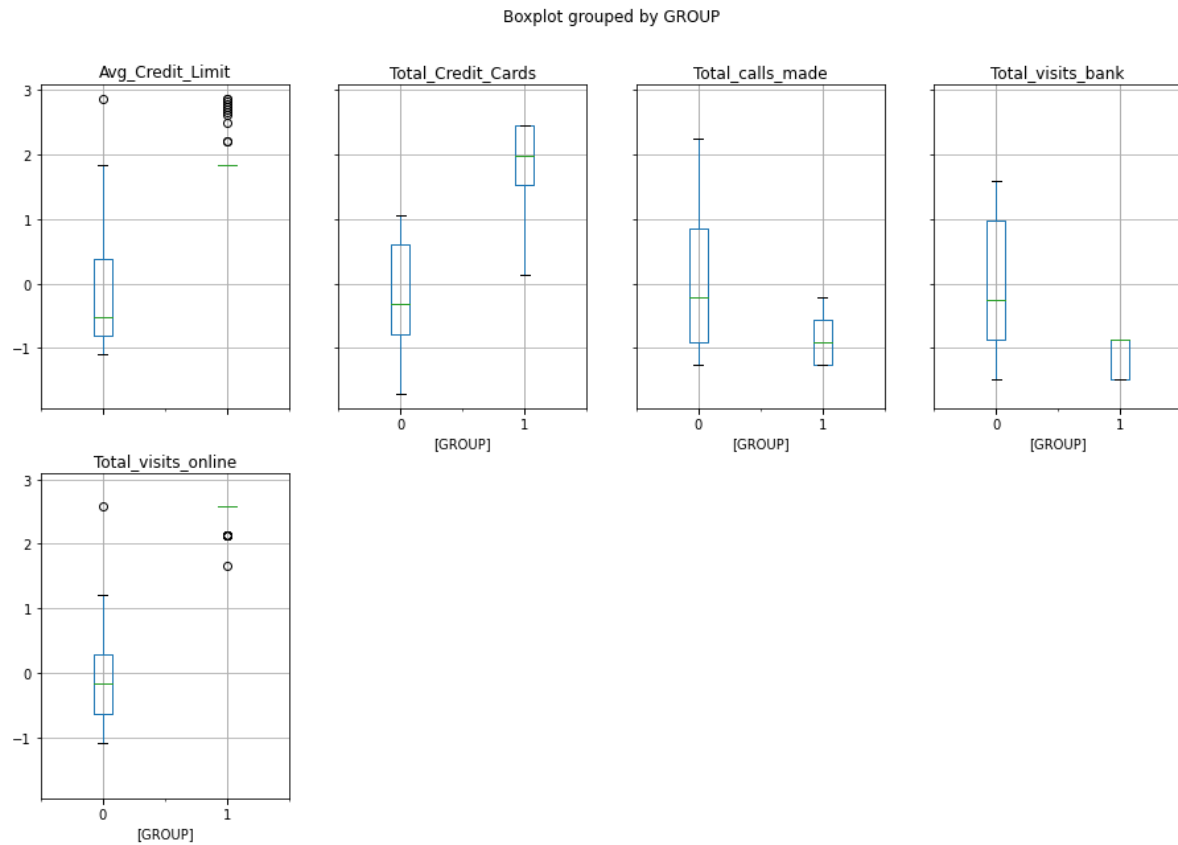 Boxplot grouped by GROUP
Avg_Credit_Limit
Total_Credit_Cards
Total_calls_made
Total_visits_bank
3
2
1
0
−1
0
1
[GROUP]
0
1
[GROUP]
0
1
[GROUP]
Total_visits_online
3
2
1
0
−1
0
1
[GROUP]